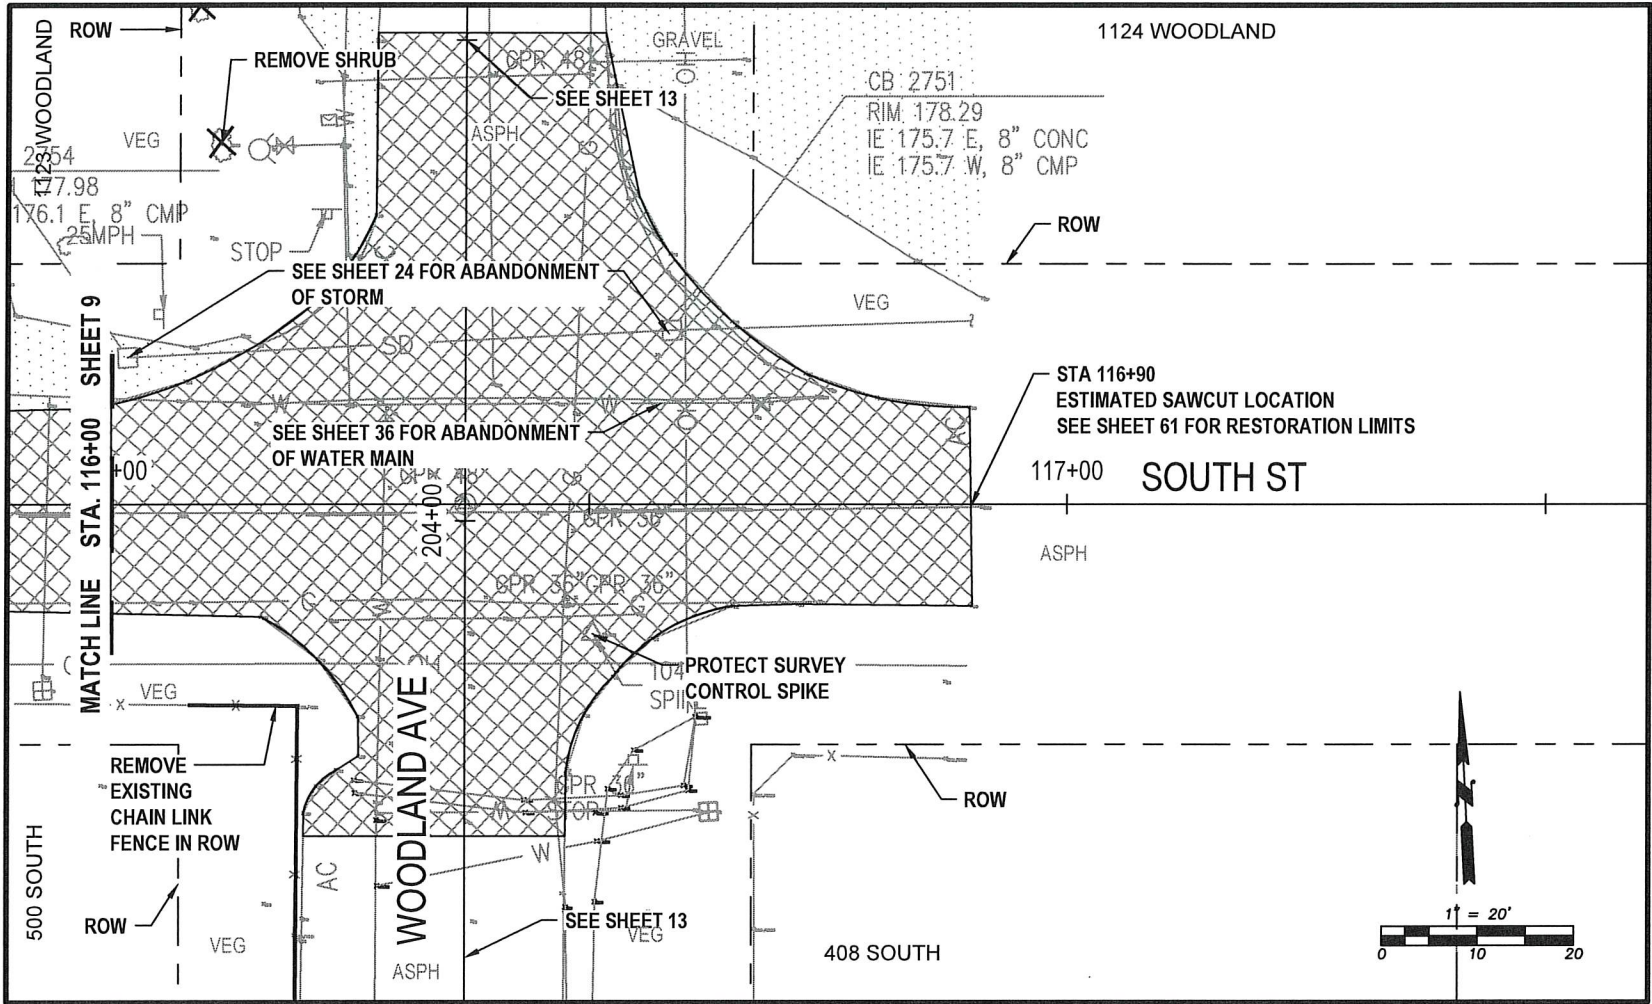 ROW
1123 WOODLAND
REMOVE SHRUB
VEG
2754
177.98
176.1 E, 8" CMP
25MPH
STOP
GPR 48"
SEE SHEET 13
ASPH
GRAVEL
G
W
1124 WOODLAND
CB 2751
RIM 178.29
IE 175.7 E, 8" CONC
IE 175.7 W, 8" CMP
ROW
VEG
SEE SHEET 24 FOR ABANDONMENT
OF STORM
SD
MATCH LINE STA. 116+00 SHEET 9
W
W
SEE SHEET 36 FOR ABANDONMENT
OF WATER MAIN
STA 116+90
ESTIMATED SAWCUT LOCATION
SEE SHEET 61 FOR RESTORATION LIMITS
AC
+00
204+00
117+00
SOUTH ST
GPR 36"
ASPH
GPR 36"
GPR 36"
G
W
G
PROTECT SURVEY
CONTROL SPIKE
104
VEG
WOODLAND AVE
REMOVE
EXISTING
CHAIN LINK
FENCE IN ROW
GPR 36"
STOP
W
W
ROW
500 SOUTH
ROW
VEG
AC
ASPH
SEE SHEET 13
VEG
408 SOUTH
1" = 20'
0
10
20